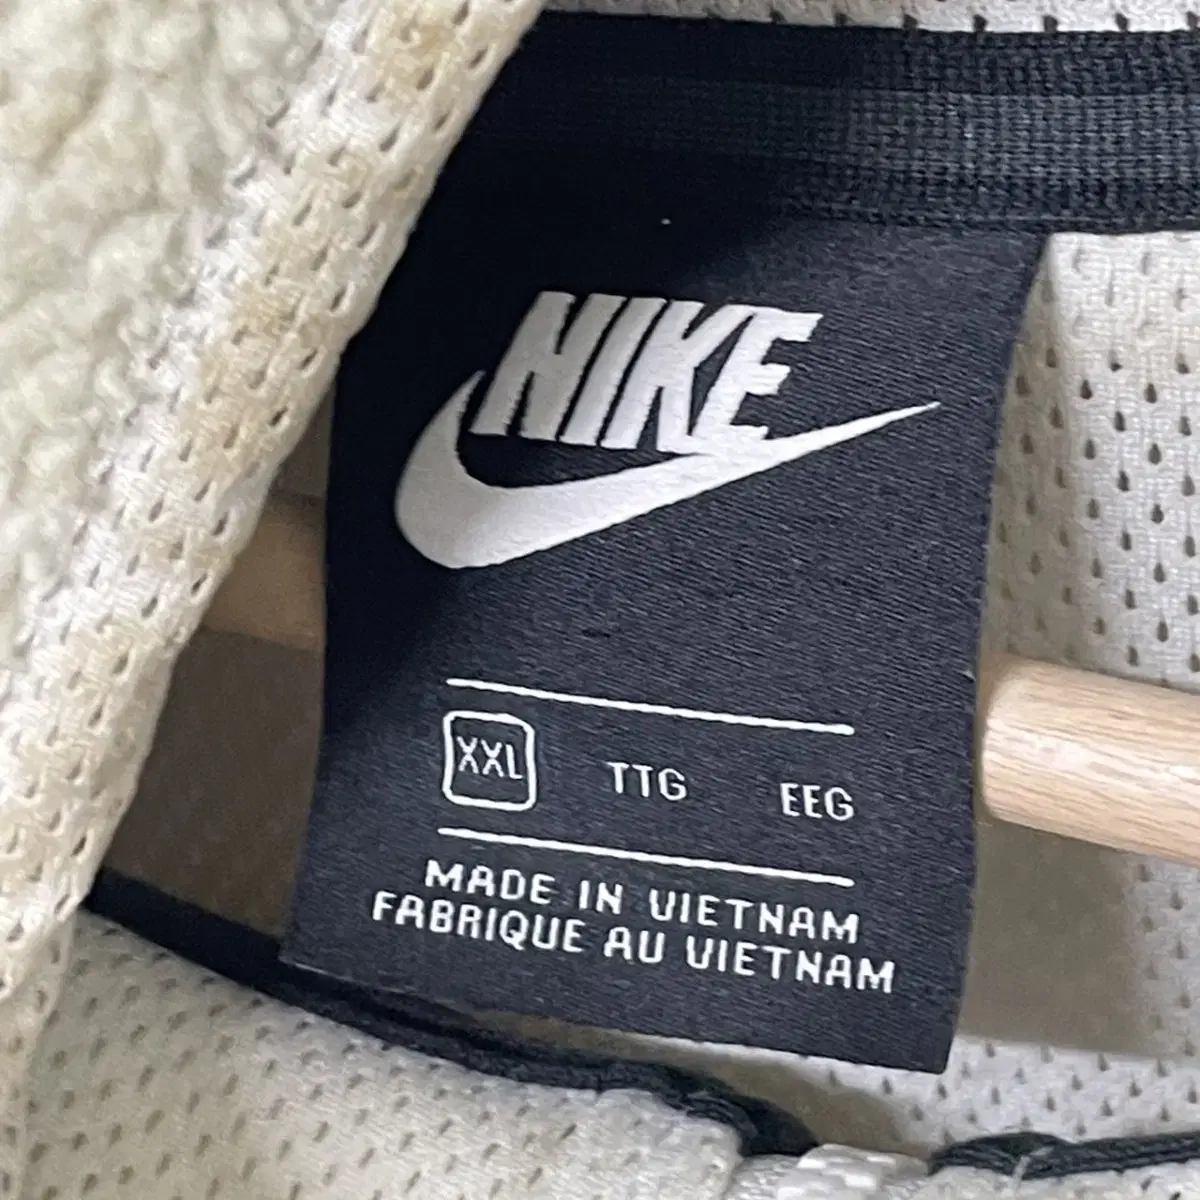 NIKE
XXL TTG EEG
MADE IN VIETNAM
FABRIQUE AU VIETNAM